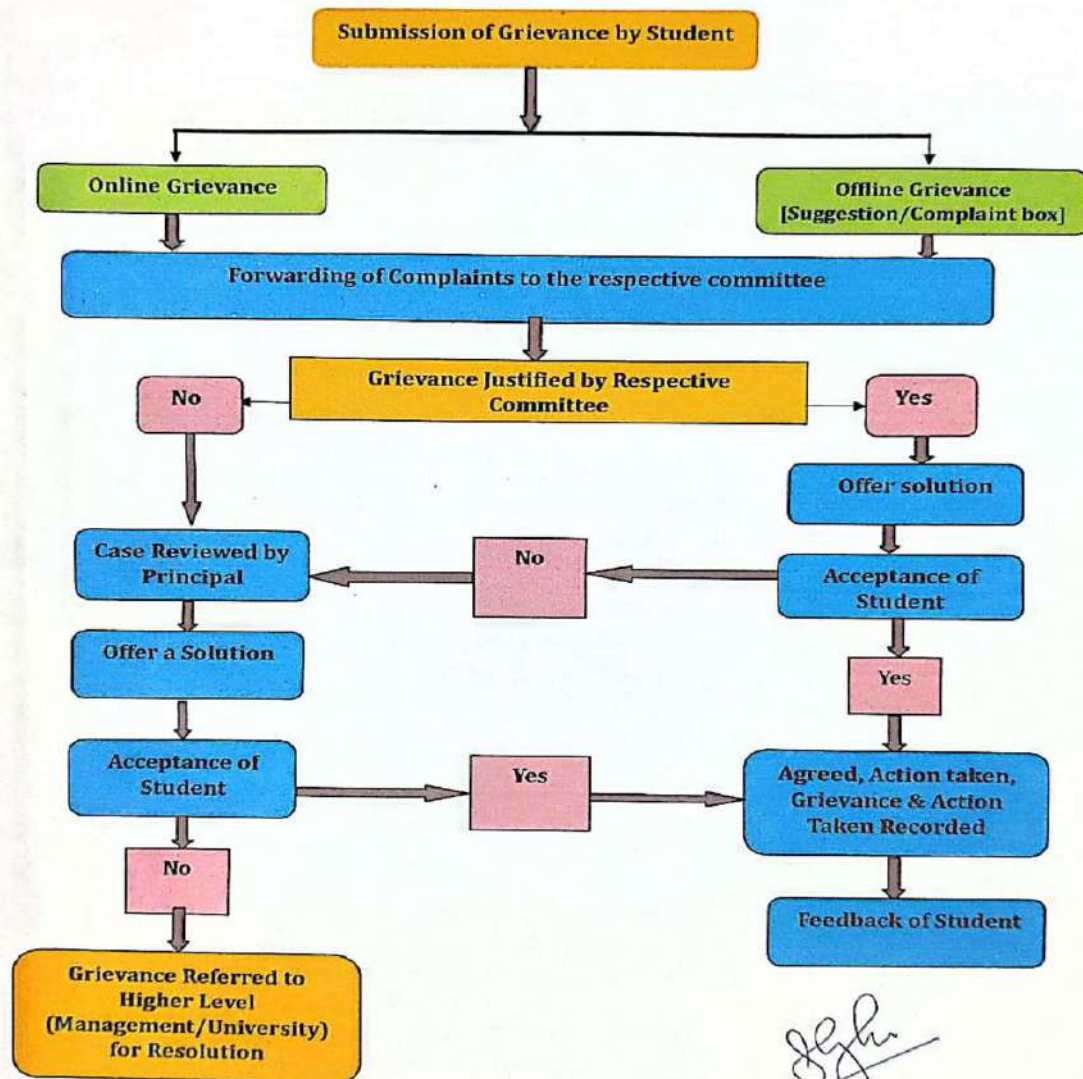 Submission of Grievance by Student
Online Grievance
Offline Grievance
[Suggestion/Complaint box]
Forwarding of Complaints to the respective committee
Grievance Justified by Respective
Committee
No
Yes
Offer solution
Case Reviewed by
Principal
No
Acceptance of
Student
Offer a Solution
Yes
Acceptance of
Student
Yes
Agreed, Action taken,
Grievance & Action
Taken Recorded
No
Feedback of Student
Grievance Referred to
Higher Level
(Management/University)
for Resolution